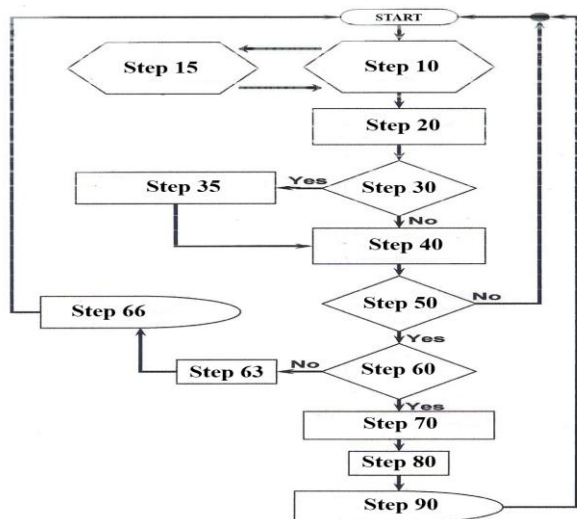 START
Step 15
Step 10
Step 20
Step 30
Yes
Step 35
No
Step 40
Step 50
No
Yes
Step 66
Step 60
No
Step 63
Yes
Step 70
Step 80
Step 90